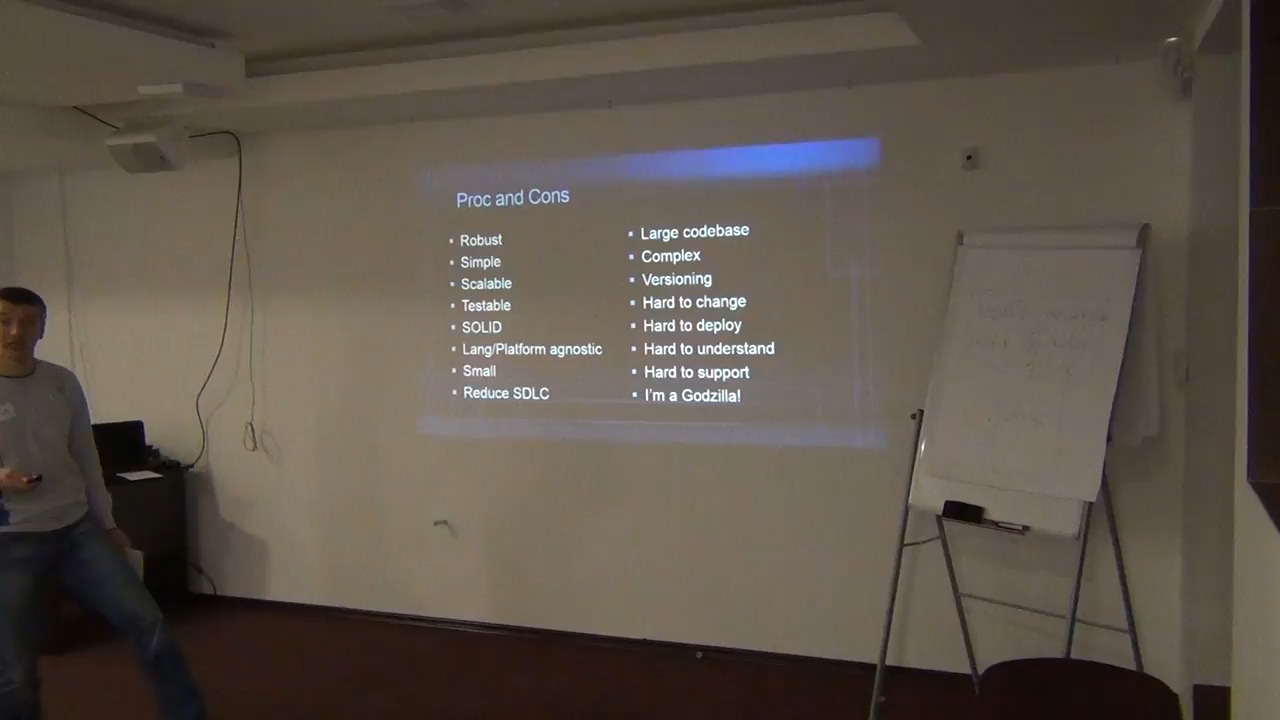 Proc and Cons
Robust
Simple
Scalable
Testable
SOLID
Lang/Platform agnostic
Small
Reduce SDLC
Large codebase
Complex
Versioning
Hard to change
Hard to deploy
Hard to understand
Hard to support
I'm a Godzilla!